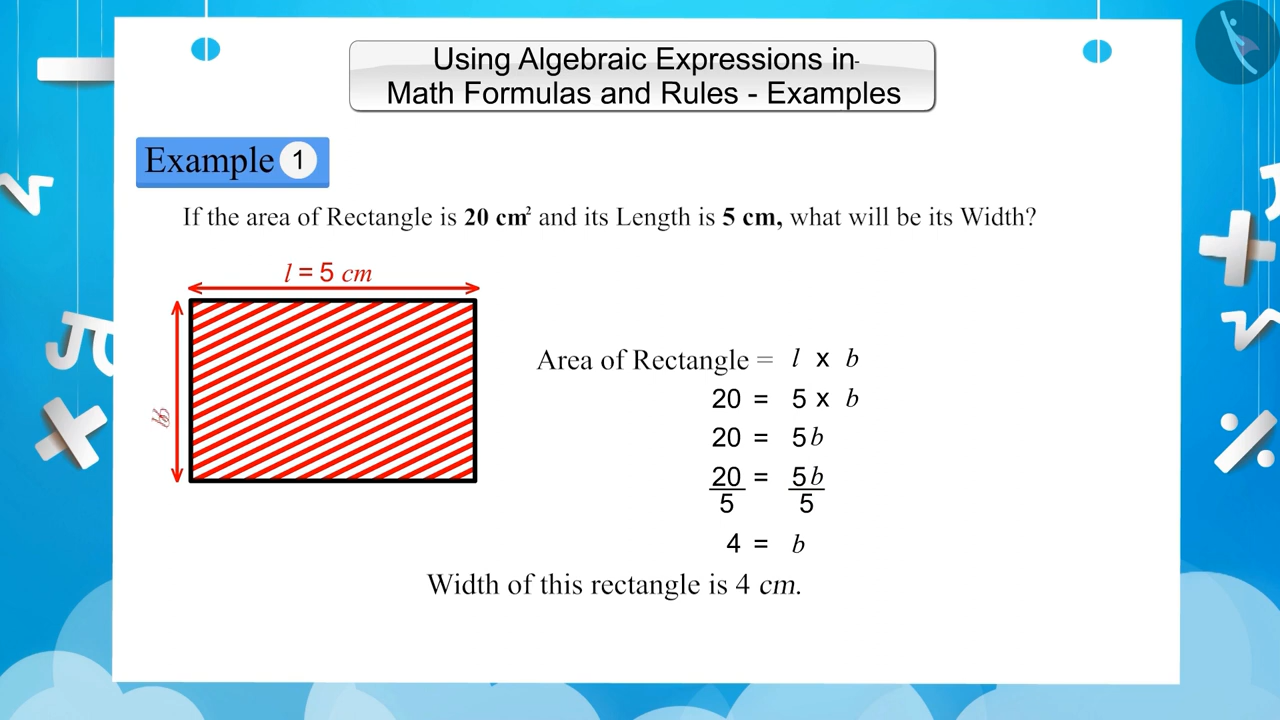 Using Algebraic Expressions in-
Math Formulas and Rules - Examples
Example 1
If the area of Rectangle is 20 cm² and its Length is 5 cm, what will be its Width?
l = 5 cm
Area of Rectangle = l x b
20 = 5 x b
20 = 5b
20/5 = 5b/5
4 = b
Width of this rectangle is 4 cm.